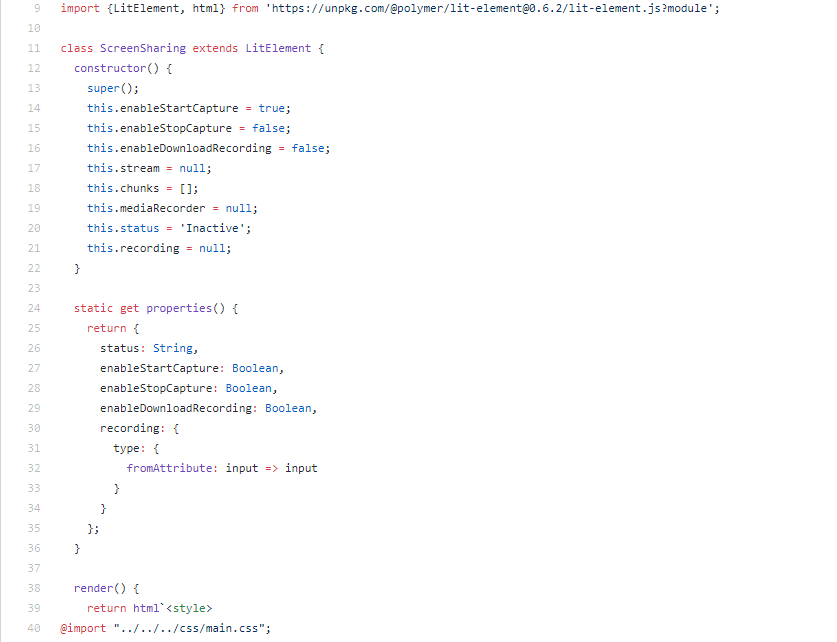 9 import {LitElement, html} from 'https://unpkg.com/@polymer/lit-element@0.6.2/lit-element.js?module';
10
11 class ScreenSharing extends LitElement {
12 constructor() {
13 super();
14 this.enableStartCapture = true;
15 this.enableStopCapture = false;
16 this.enableDownloadRecording = false;
17 this.stream = null;
18 this.chunks = [];
19 this.mediaRecorder = null;
20 this.status = 'Inactive';
21 this.recording = null;
22 }
23
24 static get properties() {
25 return {
26 status: String,
27 enableStartCapture: Boolean,
28 enableStopCapture: Boolean,
29 enableDownloadRecording: Boolean,
30 recording: {
31 type: {
32 fromAttribute: input => input
33 }
34 }
35 };
36 }
37
38 render() {
39 return html`<style>
40 @import "../../../css/main.css";